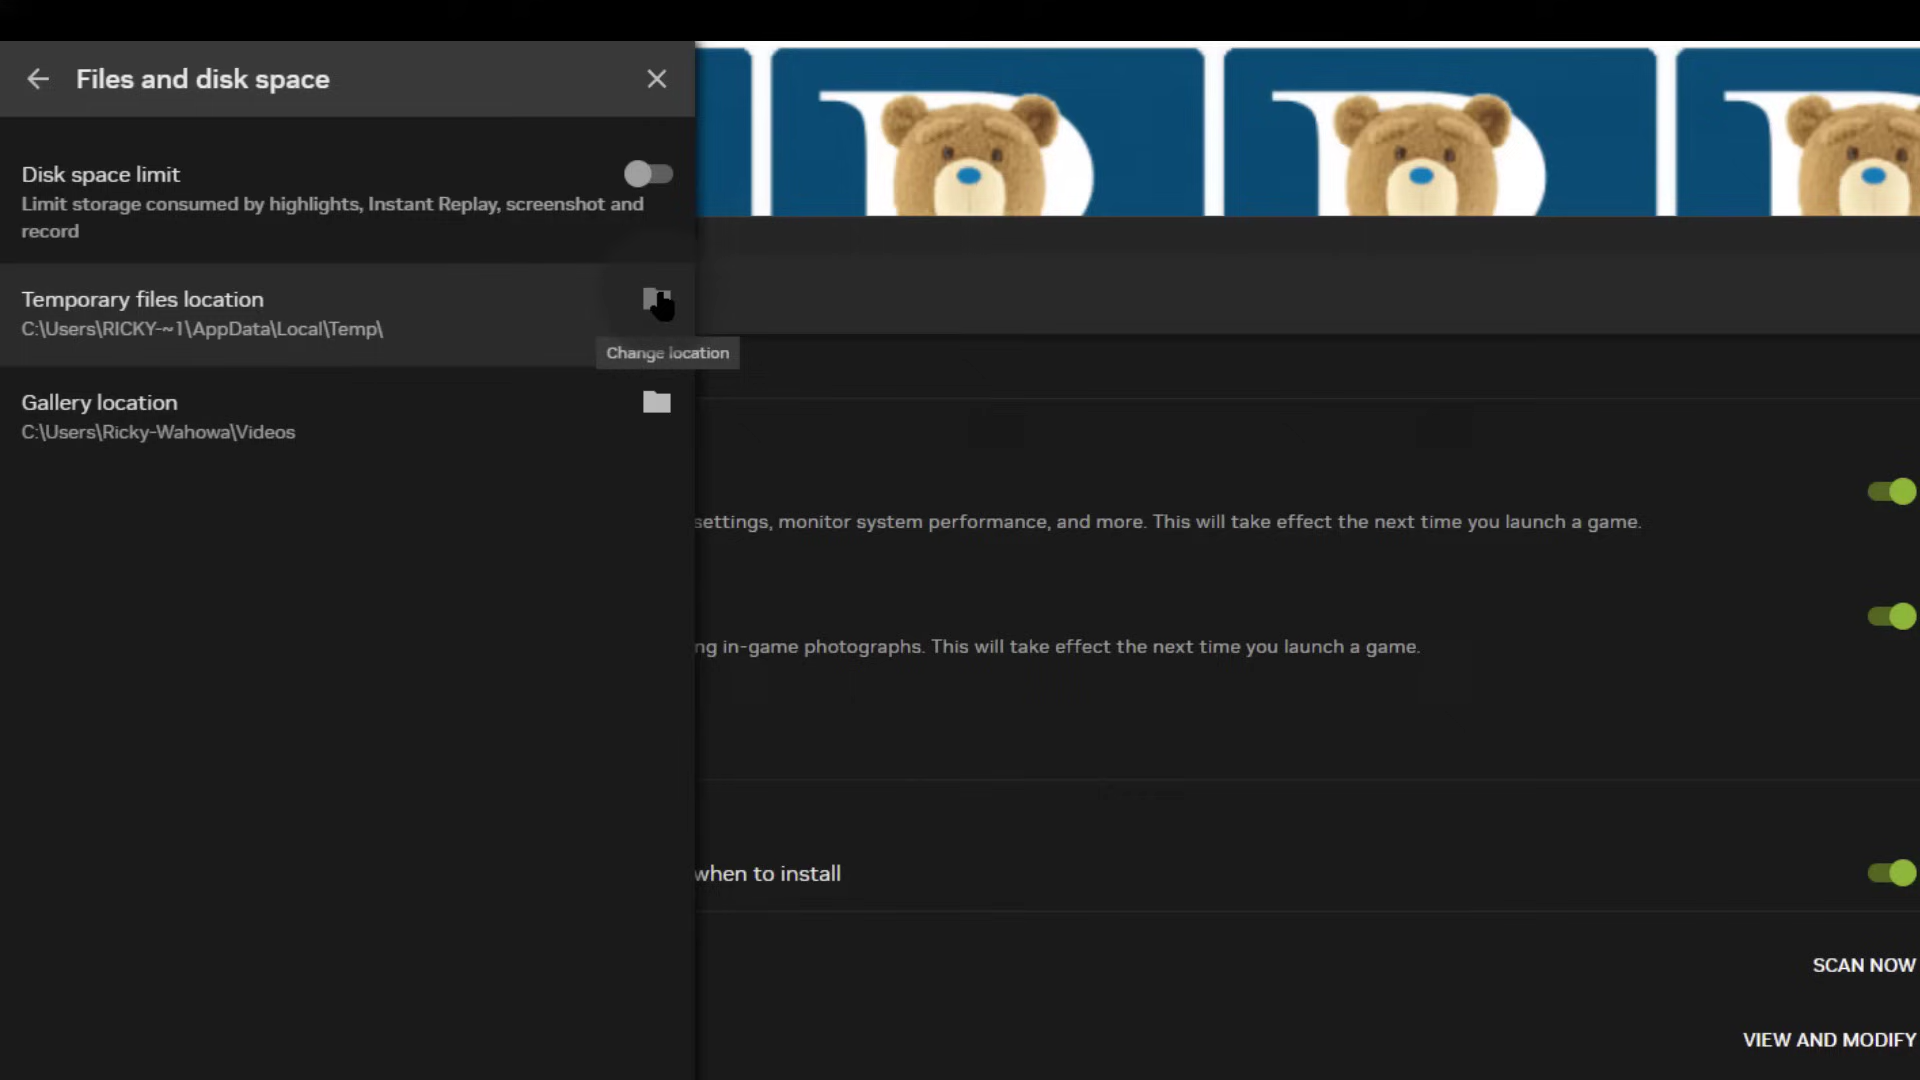 Files and disk space
Disk space limit
Limit storage consumed by highlights, Instant Replay, screenshot and
record
Temporary files location
C:\Users\RICKY-~1\AppData\Local\Temp\
Change location
Gallery location
C:\Users\Ricky-Wahowa\Videos
settings, monitor system performance, and more. This will take effect the next time you launch a game.
ng in-game photographs. This will take effect the next time you launch a game.
when to install
SCAN NOW
VIEW AND MODIFY